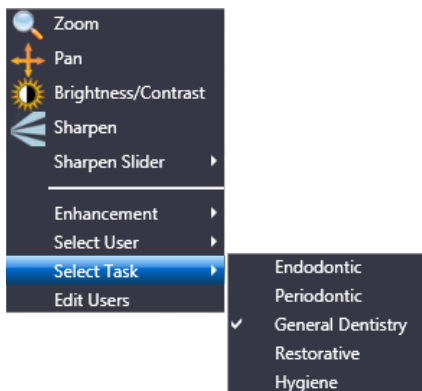 Zoom
Pan
Brightness/Contrast
Sharpen
Sharpen Slider
Enhancement
Select User
Select Task
Edit Users
Endodontic
Periodontic
General Dentistry
Restorative
Hygiene